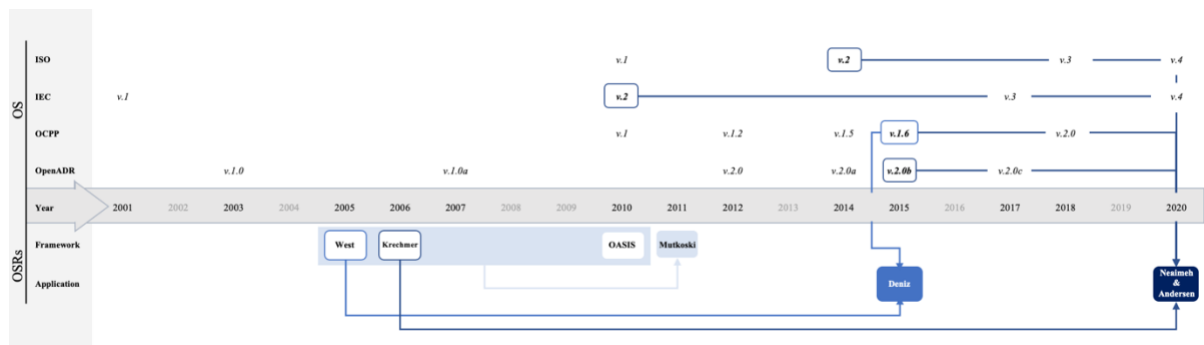 OS
ISO v.1 v.2 v.3 v.4
IEC v.1 v.2 v.3 v.4
OCPP v.1 v.1.2 v.1.5 v.1.6 v.2.0
OpenADR v.1.0 v.1.0a v.2.0 v.2.0a v.2.0b v.2.0c
Year 2001 2002 2003 2004 2005 2006 2007 2008 2009 2010 2011 2012 2013 2014 2015 2016 2017 2018 2019 2020
OSRs
Framework West Krechmer OASIS Mutkoski
Application Deniz Neaimeh
&
Andersen